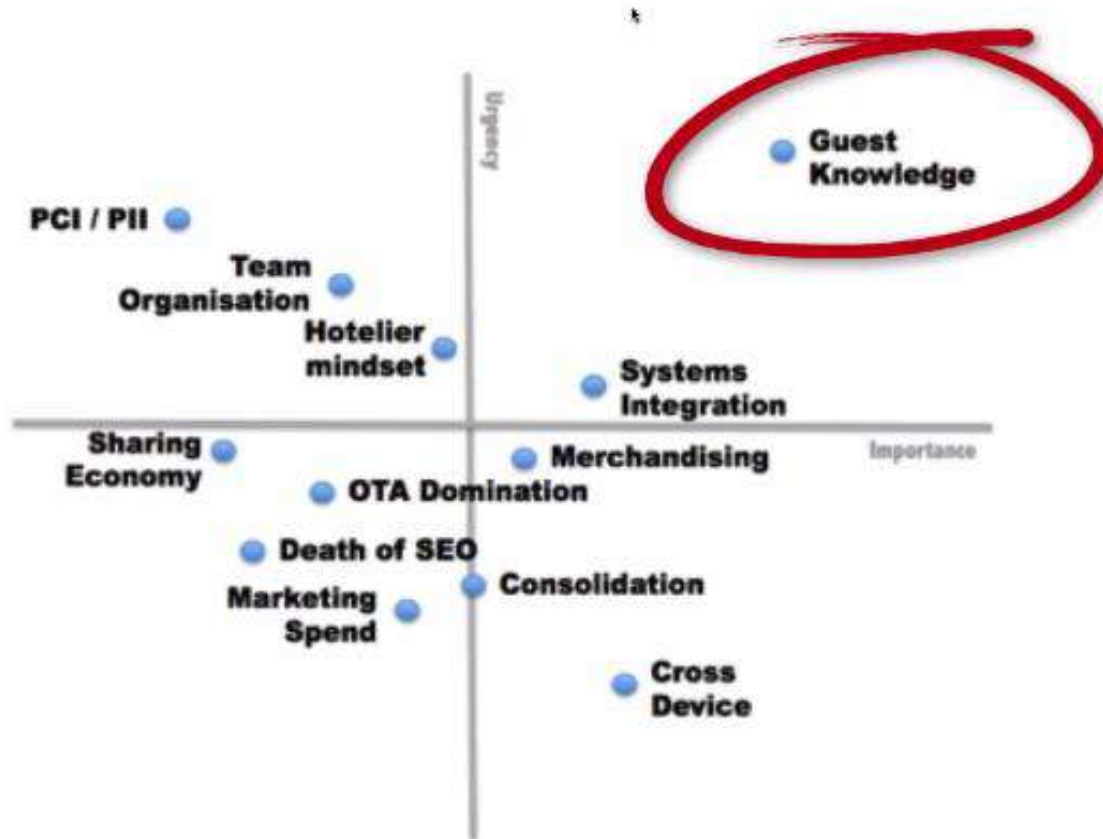 Urgency
Guest
Knowledge
PCI / PII
Team
Organisation
Hotelier
mindset
Systems
Integration
Importance
Sharing
Economy
Merchandising
OTA Domination
Death of SEO
Consolidation
Marketing
Spend
Cross
Device